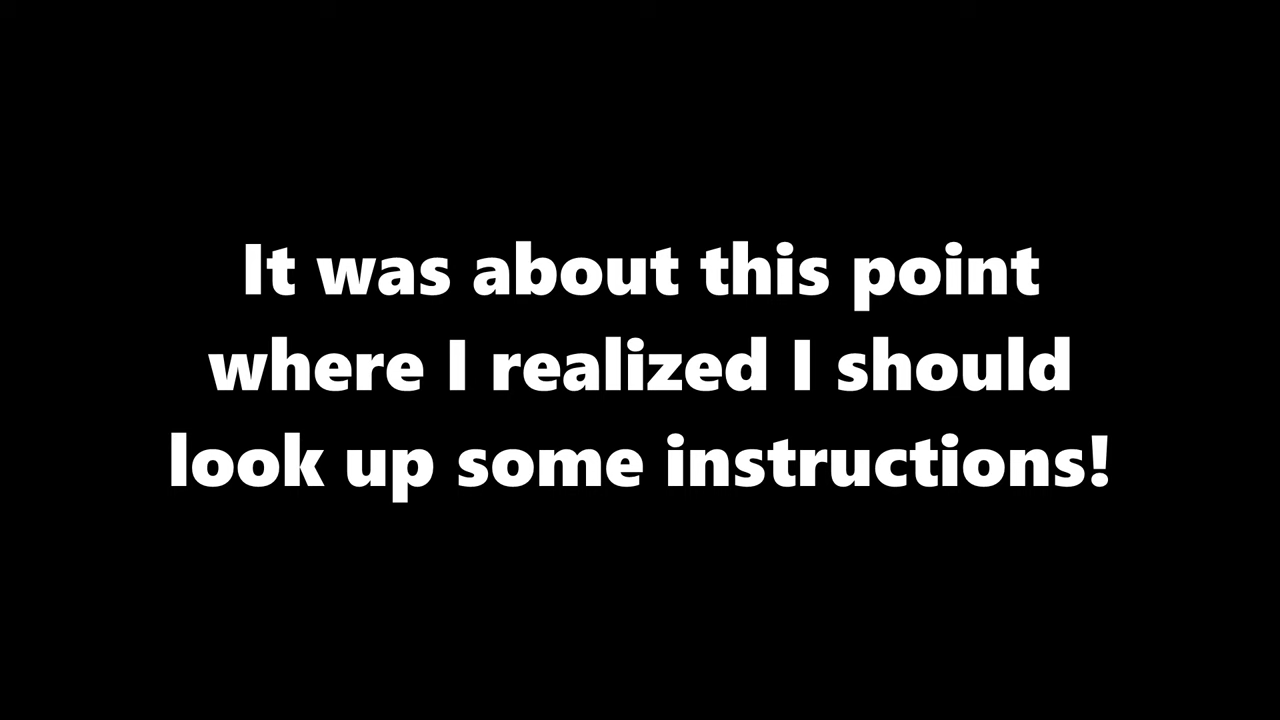 It was about this point
where I realized I should
look up some instructions!